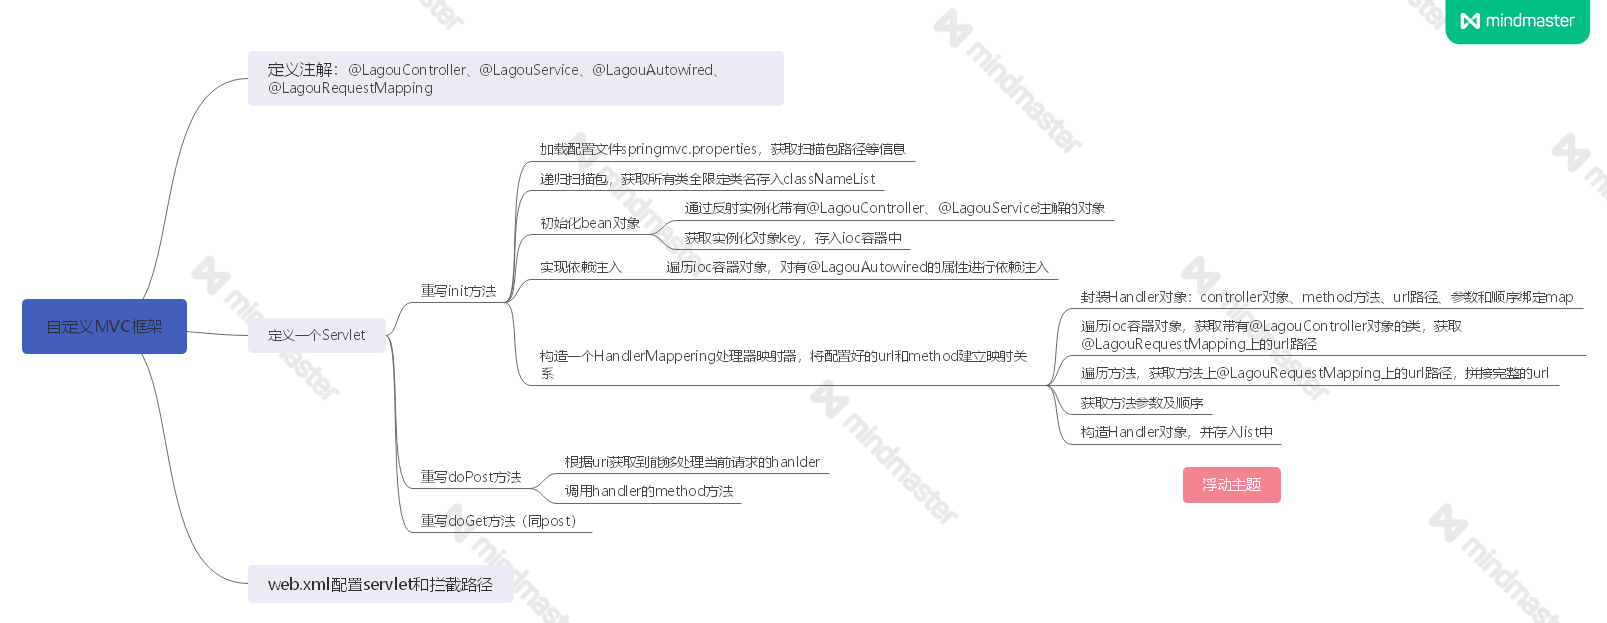 mindmaster
定义注解：@LagouController、@LagouService、@LagouAutowired、
@LagouRequestMapping
加载配置文件springmvc.properties，获取扫描包路径等信息
递归扫描包，获取所有类全限定类名存入classNameList
通过反射实例化带有@LagouController、@LagouService注解的对象
初始化bean对象
获取实例化对象key，存入ioc容器中
实现依赖注入
遍历ioc容器对象，对有@LagouAutowired的属性进行依赖注入
重写init方法
封装Handler对象：controller对象、method方法、url路径、参数和顺序绑定map
自定义MVC框架
定义一个Servlet
遍历ioc容器对象，获取带有@LagouController对象的类，获取
@LagouRequestMapping上的url路径
构造一个HandlerMappering处理器映射器，将配置好的url和method建立映射关
系
遍历方法，获取方法上@LagouRequestMapping上的url路径，拼接完整的url
获取方法参数及顺序
构造Handler对象，并存入list中
根据uri获取到能够处理当前请求的hanlder
重写doPost方法
调用handler的method方法
浮动主题
重写doGet方法（同post）
web.xml配置servlet和拦截路径
mindmaster
mindmaster
mindmaster
mindmaster
mindmaster
mindmaster
mindmaster
mindmaster